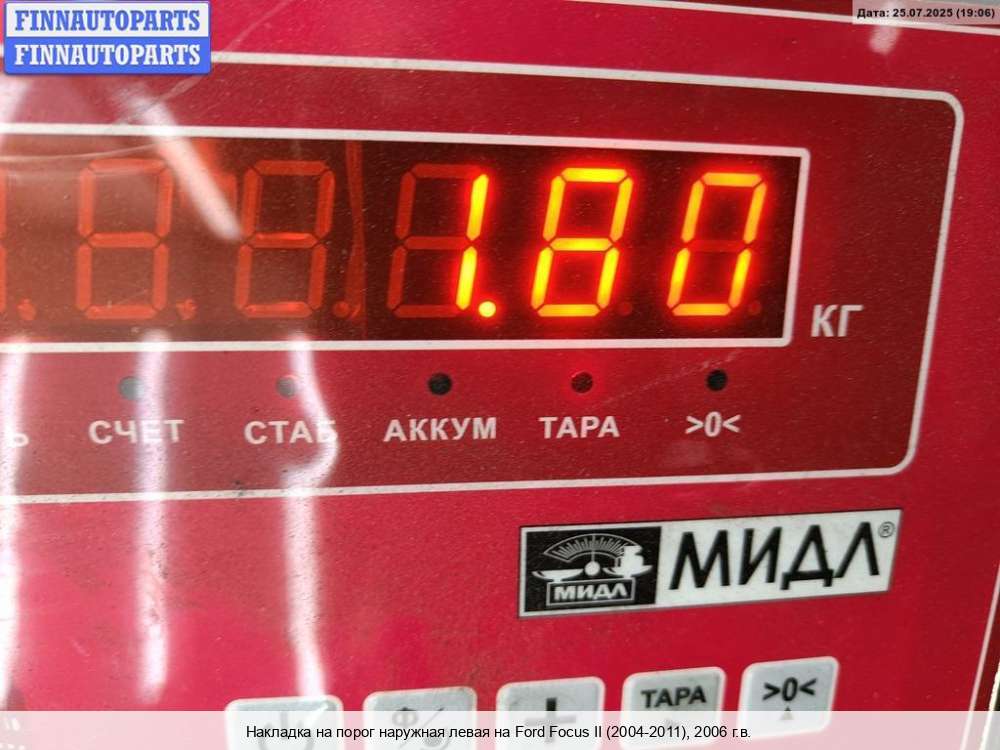 FINNAUTOPARTS
FINNAUTOPARTS
Дата: 25.07.2025 (19:06)
1.80
КГ
Ь СЧЕТ СТАБ АККУМ ТАРА >0<
МИДЛ МИДЛ®
Ф/ + ТАРА >0<
Накладка на порог наружная левая на Ford Focus II (2004-2011), 2006 г.в.